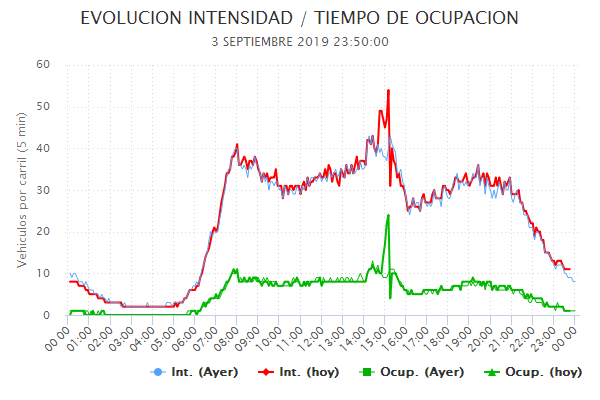 EVOLUCION INTENSIDAD / TIEMPO DE OCUPACION
3 SEPTIEMBRE 2019 23:50:00
Vehículos por carril (5 min)
60
50
40
30
20
10
0
00:00 01:00 02:00 03:00 04:00 05:00 06:00 07:00 08:00 09:00 10:00 11:00 12:00 13:00 14:00 15:00 16:00 17:00 18:00 19:00 20:00 21:00 22:00 23:00 00:00
Int. (Ayer) Int. (hoy) Ocup. (Ayer) Ocup. (hoy)